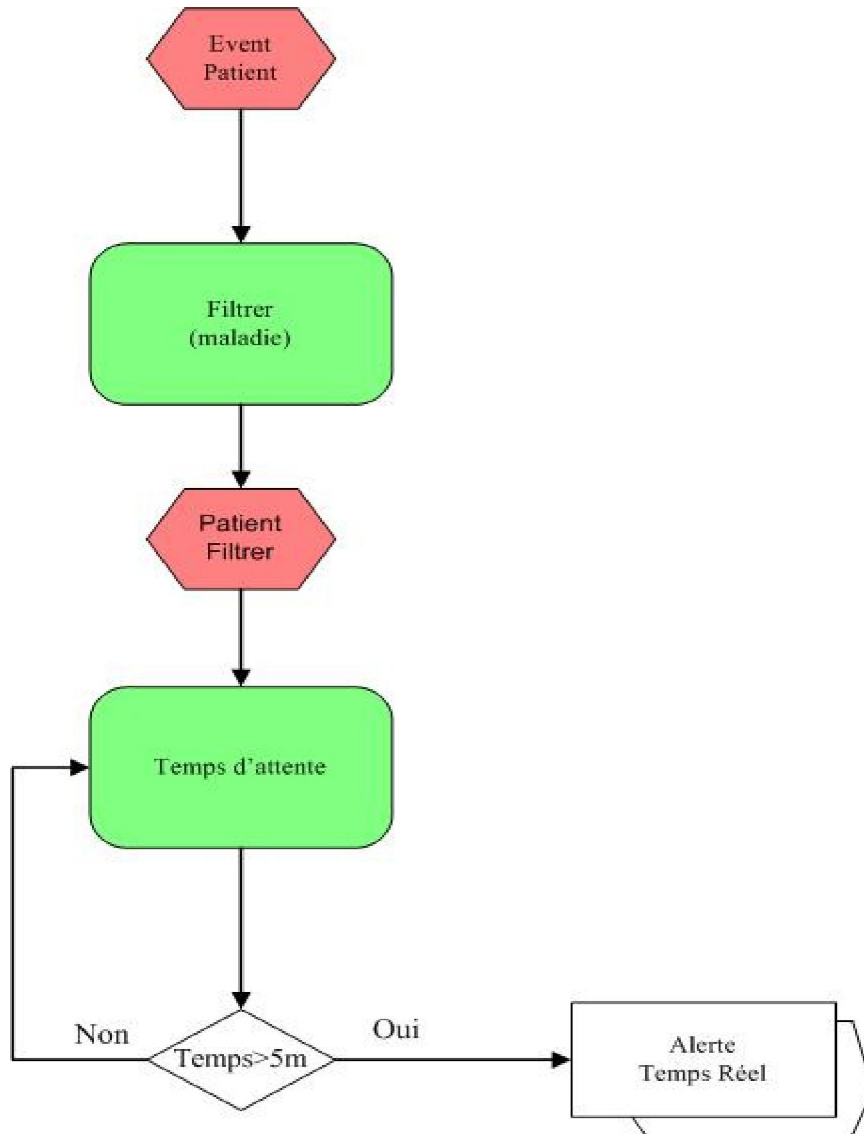 Event
Patient
Filtrer
(maladie)
Patient
Filtrer
Temps d'attente
Non
Temps>5m
Oui
Alerte
Temps Réel